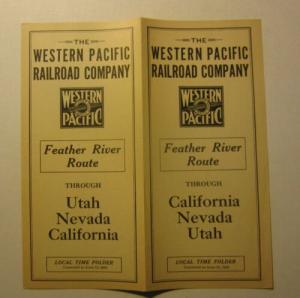 THE
WESTERN PACIFIC
RAILROAD COMPANY
WESTERN
PACIFIC
Feather River
Route
THROUGH
Utah
Nevada
California
LOCAL TIME FOLDER
THE
WESTERN PACIFIC
RAILROAD COMPANY
WESTERN
PACIFIC
Feather River
Route
THROUGH
California
Nevada
Utah
LOCAL TIME FOLDER